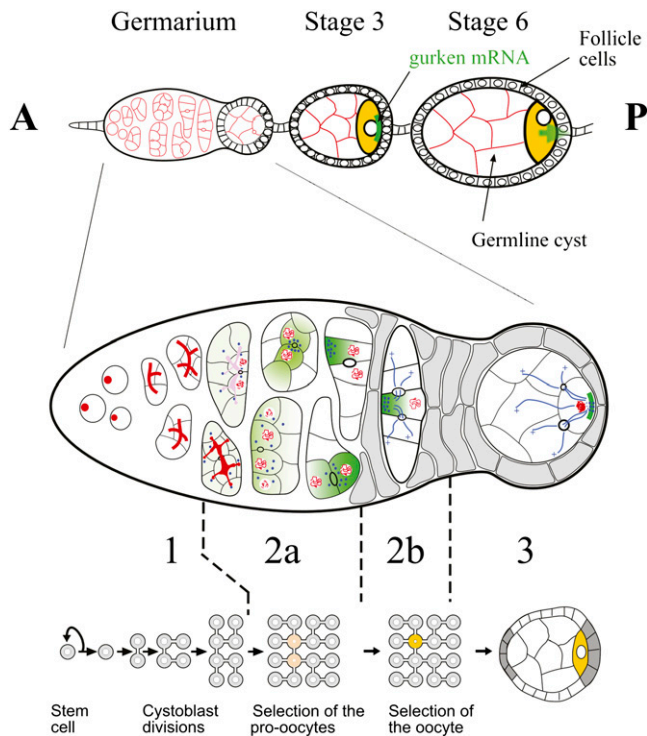 Germarium Stage 3 Stage 6
gurken mRNA
Follicle
cells
A P
Germline cyst
1 2a 2b 3
Stem
cell
Cystoblast
divisions
Selection of the
pro-oocytes
Selection of
the oocyte